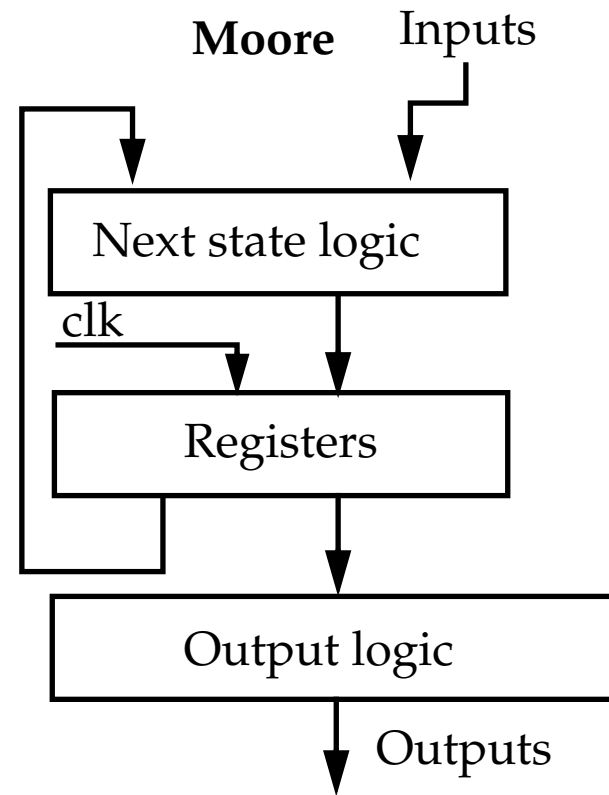 Moore
Inputs
Next state logic
clk
Registers
Output logic
Outputs